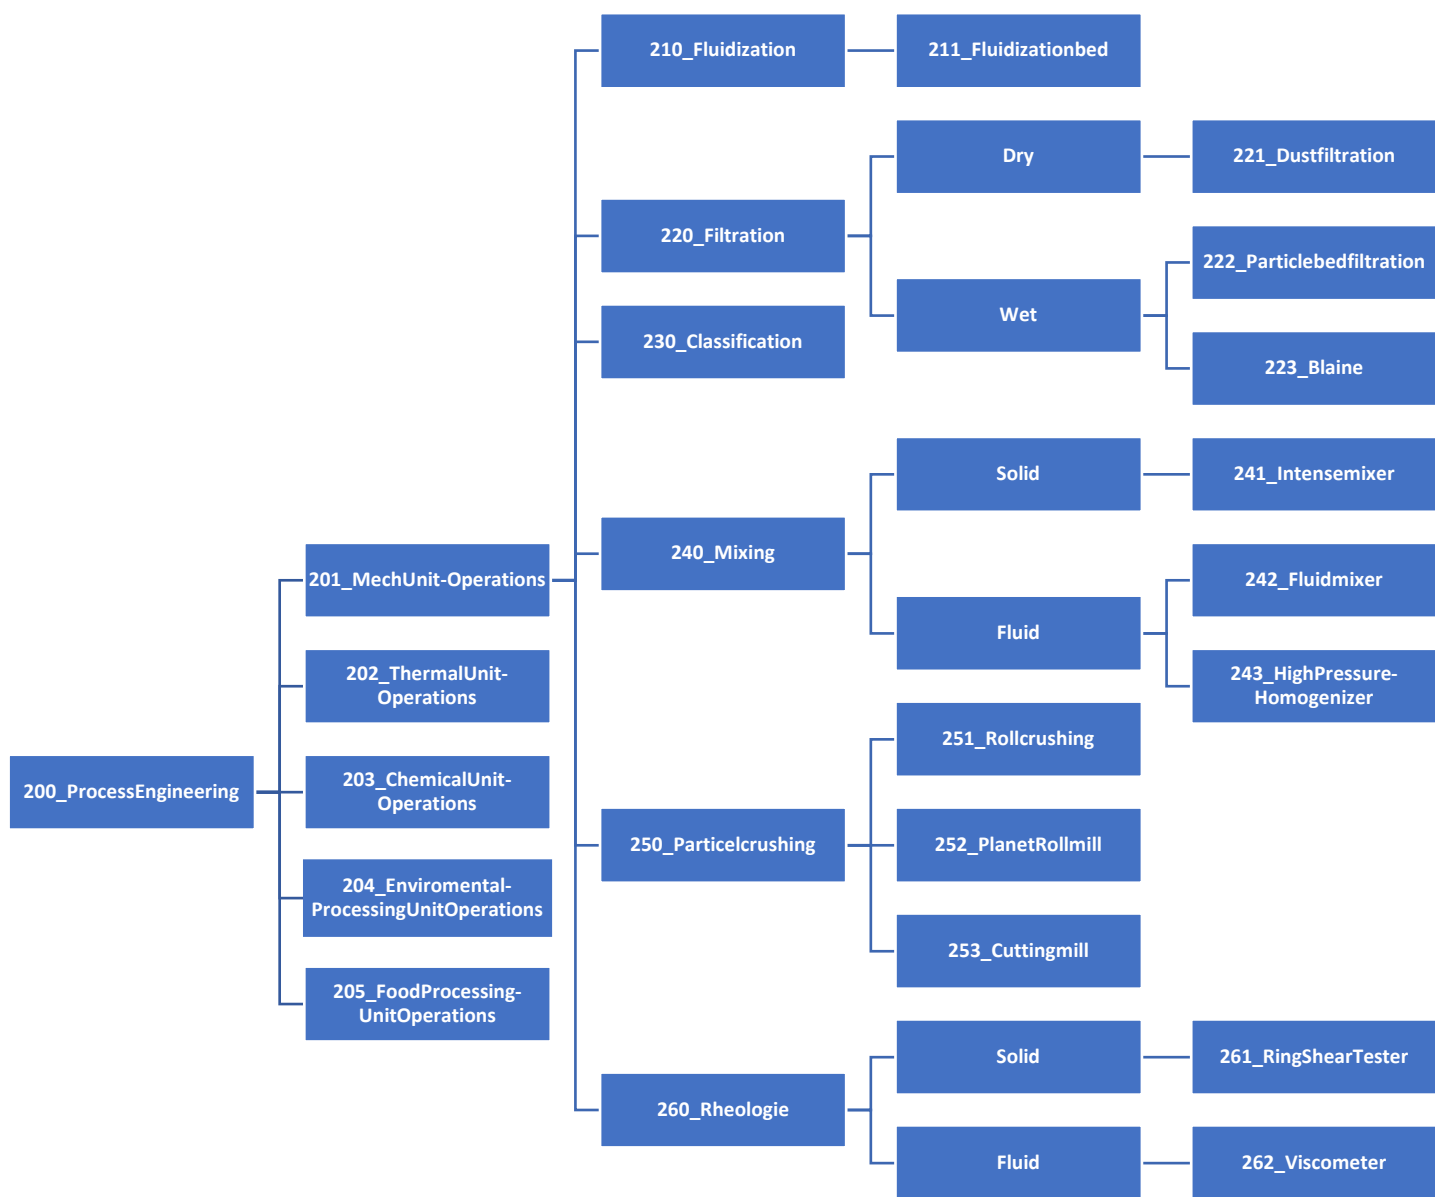 210_Fluidization
211_Fluidizationbed
Dry
221_Dustfiltration
220_Filtration
222_Particlebedfiltration
Wet
230_Classification
223_Blaine
Solid
241_Intensemixer
240_Mixing
201_MechUnit-Operations
242_Fluidmixer
Fluid
202_ThermalUnit-
Operations
243_HighPressure-
Homogenizer
251_Rollcrushing
200_ProcessEngineering
203_ChemicalUnit-
Operations
250_Particelcrushing
252_PlanetRollmill
204_Enviromental-
ProcessingUnitOperations
253_Cuttingmill
205_FoodProcessing-
UnitOperations
Solid
261_RingShearTester
260_Rheologie
Fluid
262_Viscometer